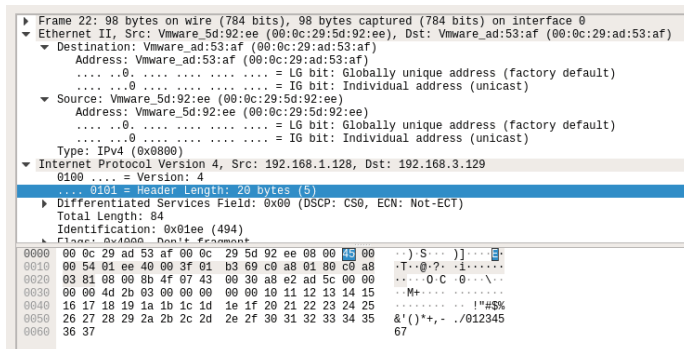 Frame 22: 98 bytes on wire (784 bits), 98 bytes captured (784 bits) on interface 0
Ethernet II, Src: Vmware_5d:92:ee (00:0c:29:5d:92:ee), Dst: Vmware_ad:53:af (00:0c:29:ad:53:af)
Destination: Vmware_ad:53:af (00:0c:29:ad:53:af)
Address: Vmware_ad:53:af (00:0c:29:ad:53:af)
.... ..0. .... .... .... .... = LG bit: Globally unique address (factory default)
.... ...0 .... .... .... .... = IG bit: Individual address (unicast)
Source: Vmware_5d:92:ee (00:0c:29:5d:92:ee)
Address: Vmware_5d:92:ee (00:0c:29:5d:92:ee)
.... ..0. .... .... .... .... = LG bit: Globally unique address (factory default)
.... ...0 .... .... .... .... = IG bit: Individual address (unicast)
Type: IPv4 (0x0800)
Internet Protocol Version 4, Src: 192.168.1.128, Dst: 192.168.3.129
0100 .... = Version: 4
.... 0101 = Header Length: 20 bytes (5)
Differentiated Services Field: 0x00 (DSCP: CS0, ECN: Not-ECT)
Total Length: 84
Identification: 0x01ee (494)
Flags: 0x4000, Don't fragment
0000 00 0c 29 ad 53 af 00 0c 29 5d 92 ee 08 00 45 00 ··)·S··· )]····E·
0010 00 54 01 ee 40 00 3f 01 b3 69 c0 a8 01 80 c0 a8 ·T··@·?· ·i······
0020 03 81 08 00 8b 4f 07 43 00 30 a8 e2 ad 5c 00 00 ·····O·C ·0···\··
0030 00 00 4d 2b 03 00 00 00 00 00 10 11 12 13 14 15 ··M+···· ········
0040 16 17 18 19 1a 1b 1c 1d 1e 1f 20 21 22 23 24 25 ········ ·· !"#$%
0050 26 27 28 29 2a 2b 2c 2d 2e 2f 30 31 32 33 34 35 &'()*+,- ./012345
0060 36 37 67